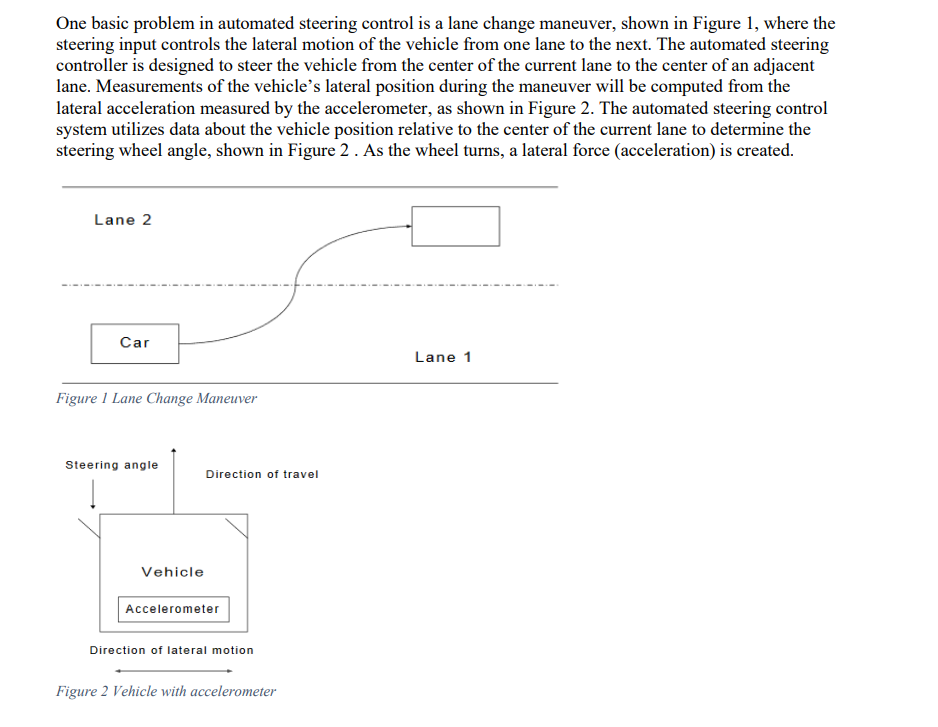 One basic problem in automated steering control is a lane change maneuver, shown in Figure 1, where the
steering input controls the lateral motion of the vehicle from one lane to the next. The automated steering
controller is designed to steer the vehicle from the center of the current lane to the center of an adjacent
lane. Measurements of the vehicle’s lateral position during the maneuver will be computed from the
lateral acceleration measured by the accelerometer, as shown in Figure 2. The automated steering control
system utilizes data about the vehicle position relative to the center of the current lane to determine the
steering wheel angle, shown in Figure 2 . As the wheel turns, a lateral force (acceleration) is created.
Lane 2
Car
Lane 1
Figure 1 Lane Change Maneuver
Steering angle
Direction of travel
Vehicle
Accelerometer
Direction of lateral motion
Figure 2 Vehicle with accelerometer